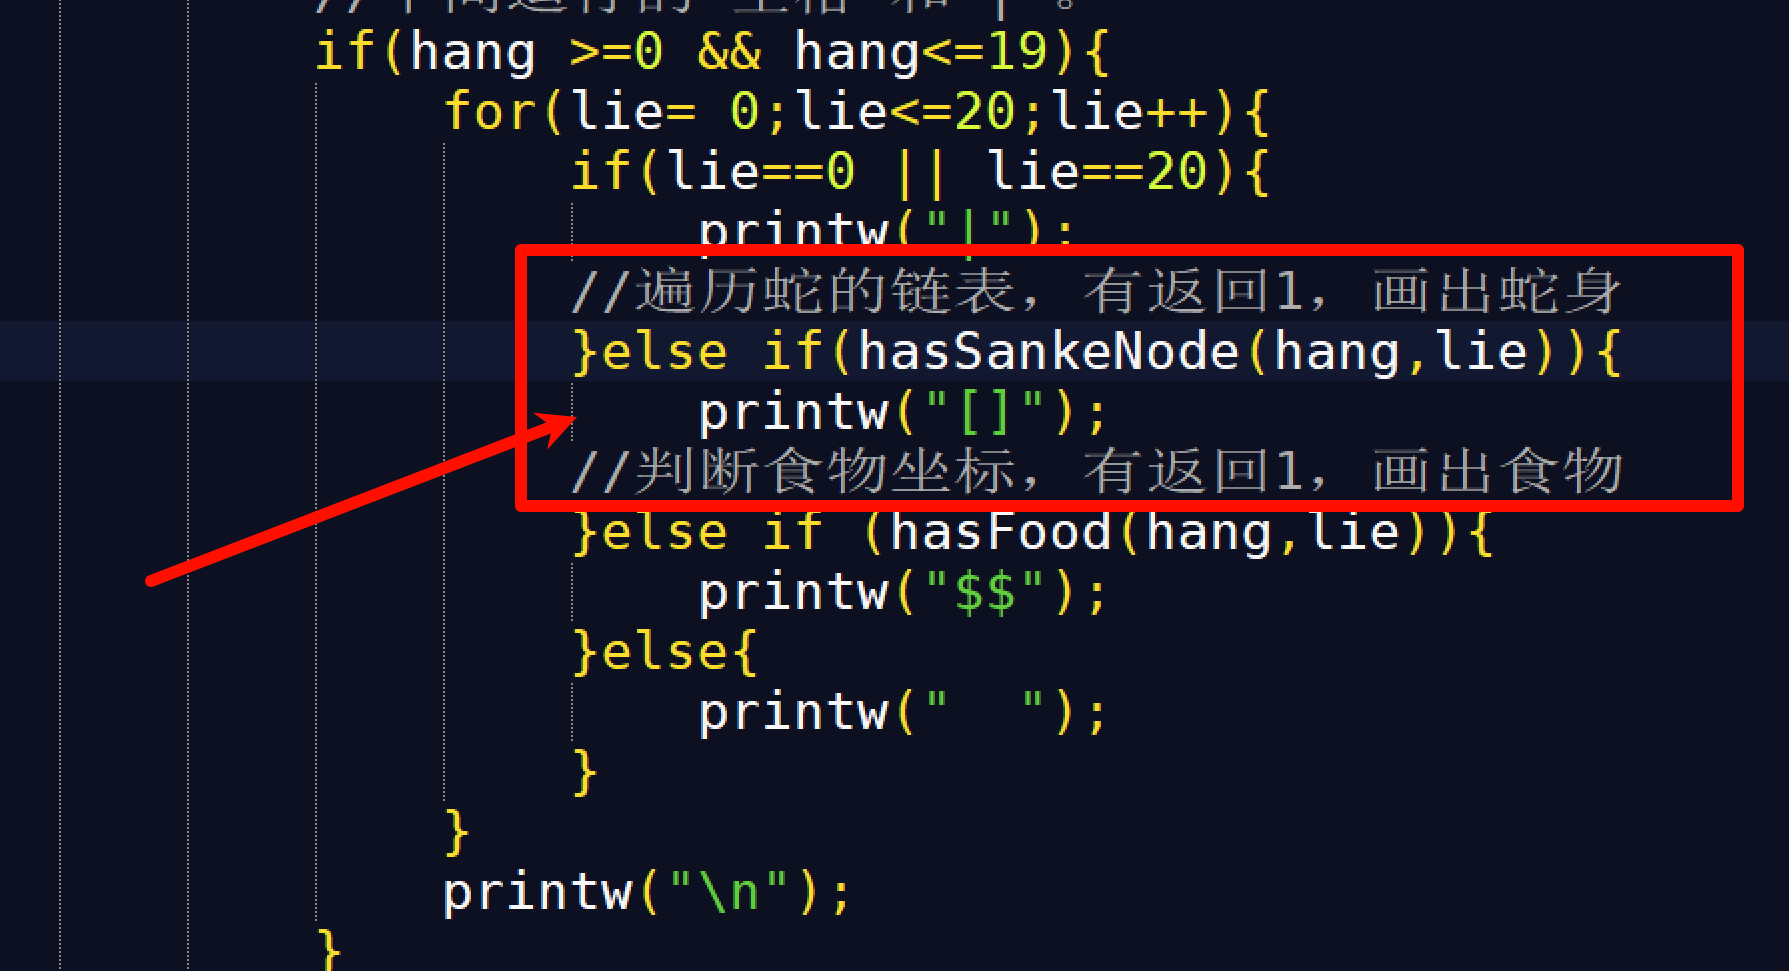 if(hang >=0 && hang<=19){
for(lie= 0;lie<=20;lie++){
if(lie==0 || lie==20){
printw("|");
//遍历蛇的链表，有返回1，画出蛇身
}else if(hasSankeNode(hang,lie)){
printw("[]");
//判断食物坐标，有返回1，画出食物
}else if (hasFood(hang,lie)){
printw("$$");
}else{
printw("  ");
}
}
printw("\n");
}